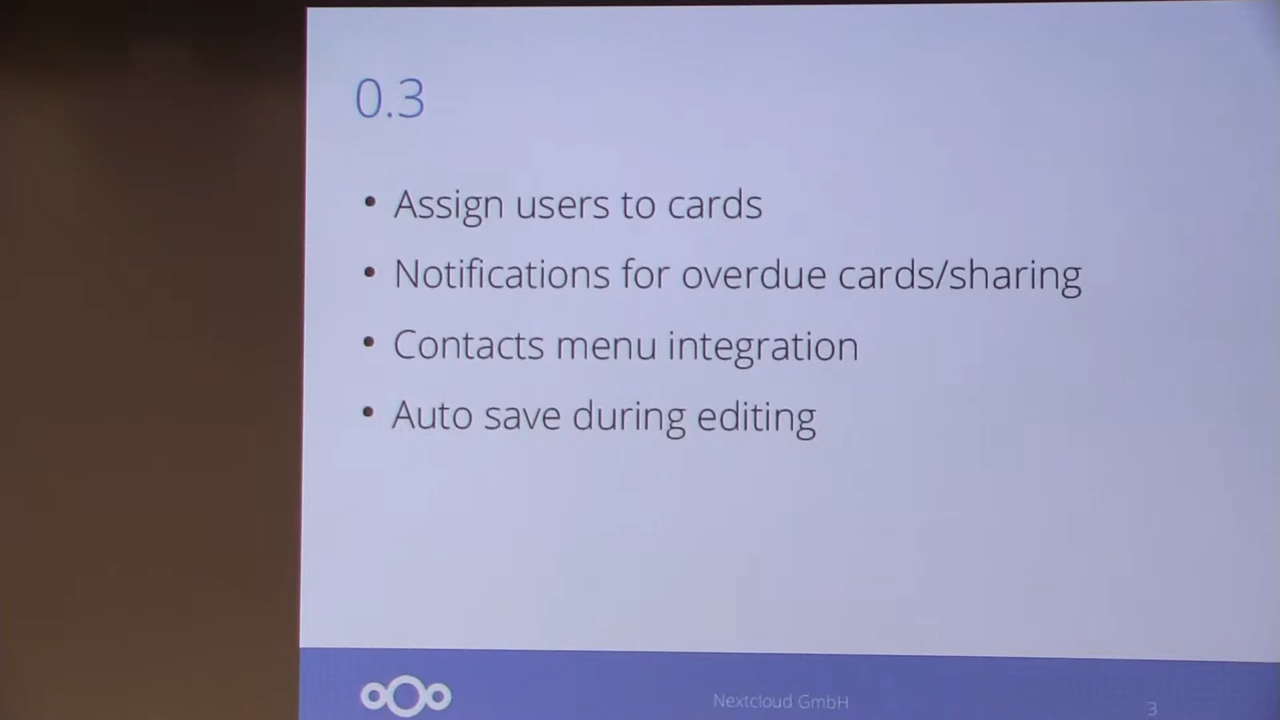 0.3
• Assign users to cards
• Notifications for overdue cards/sharing
• Contacts menu integration
• Auto save during editing
Nextcloud GmbH
3